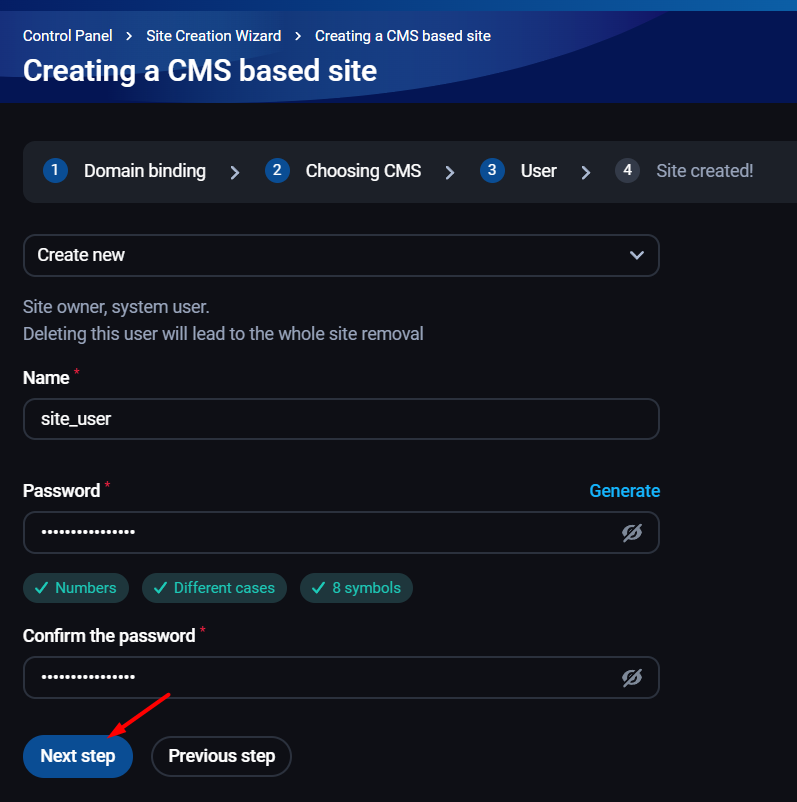 Control Panel > Site Creation Wizard > Creating a CMS based site
Creating a CMS based site
1 Domain binding > 2 Choosing CMS > 3 User > 4 Site created!
Create new
Site owner, system user.
Deleting this user will lead to the whole site removal
Name *
site_user
Password * Generate
••••••••••••••••
✓ Numbers ✓ Different cases ✓ 8 symbols
Confirm the password *
••••••••••••••••
Next step Previous step